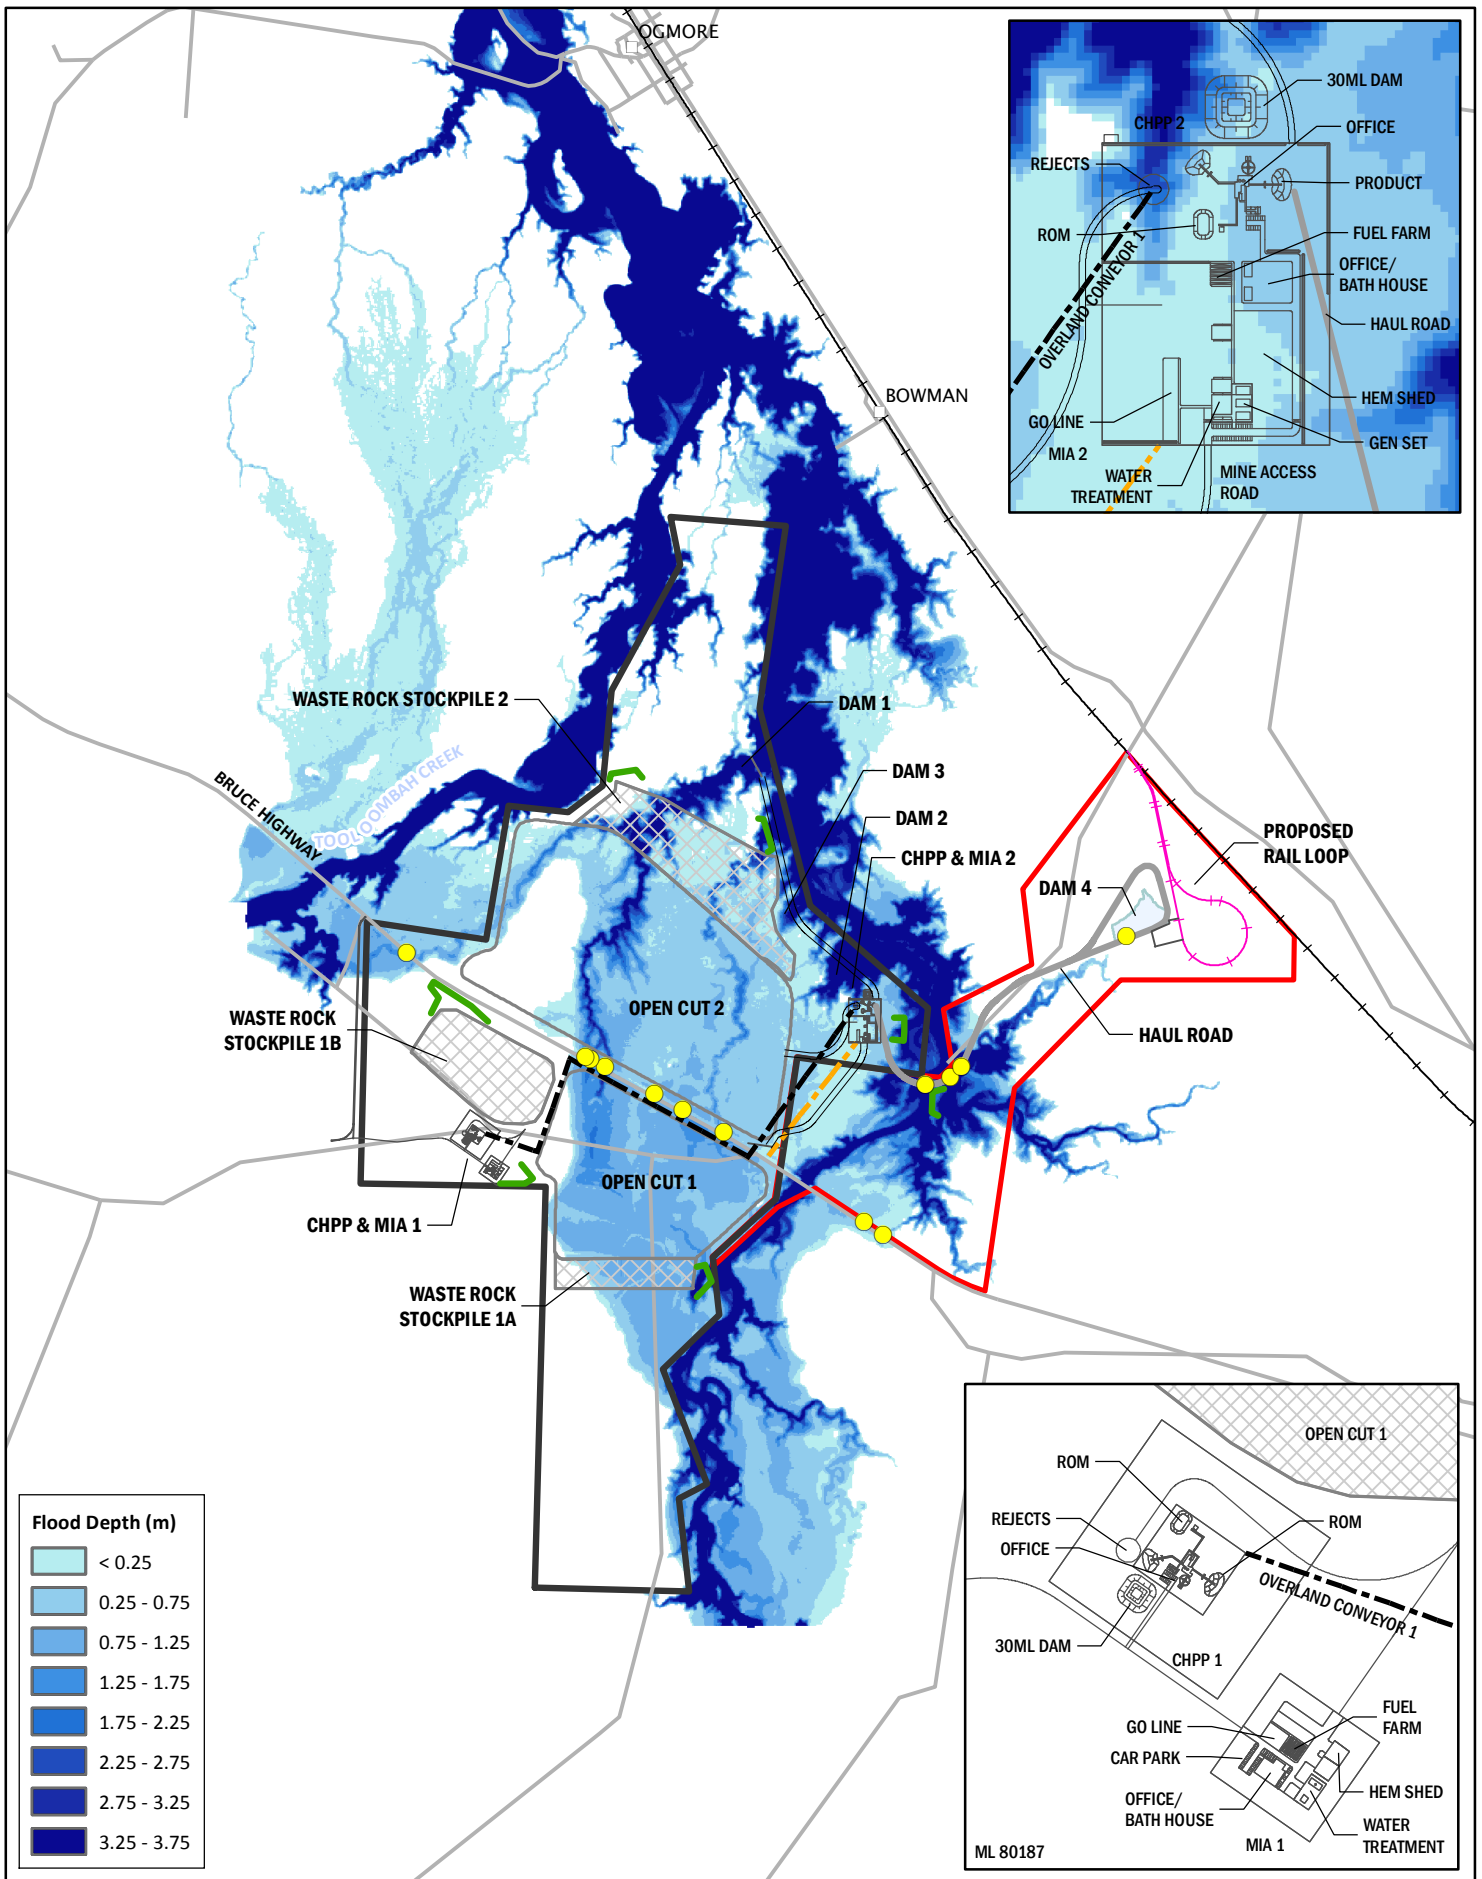 OGMORE
30ML DAM
CHPP 2
OFFICE
REJECTS
PRODUCT
ROM
FUEL FARM
OVERLAND CONVEYOR 1
OFFICE/
BATH HOUSE
HAUL ROAD
HEM SHED
GO LINE
GEN SET
MIA 2
WATER
TREATMENT
MINE ACCESS
ROAD
BOWMAN
WASTE ROCK STOCKPILE 2
DAM 1
TOOLOOMBAH CREEK
BRUCE HIGHWAY
DAM 3
DAM 2
CHPP & MIA 2
PROPOSED
RAIL LOOP
DAM 4
OPEN CUT 2
WASTE ROCK
STOCKPILE 1B
HAUL ROAD
OPEN CUT 1
CHPP & MIA 1
WASTE ROCK
STOCKPILE 1A
OPEN CUT 1
ROM
REJECTS
ROM
OFFICE
OVERLAND CONVEYOR 1
30ML DAM
CHPP 1
FUEL
FARM
GO LINE
CAR PARK
HEM SHED
OFFICE/
BATH HOUSE
WATER
TREATMENT
MIA 1
ML 80187
Flood Depth (m)
< 0.25
0.25 - 0.75
0.75 - 1.25
1.25 - 1.75
1.75 - 2.25
2.25 - 2.75
2.75 - 3.25
3.25 - 3.75